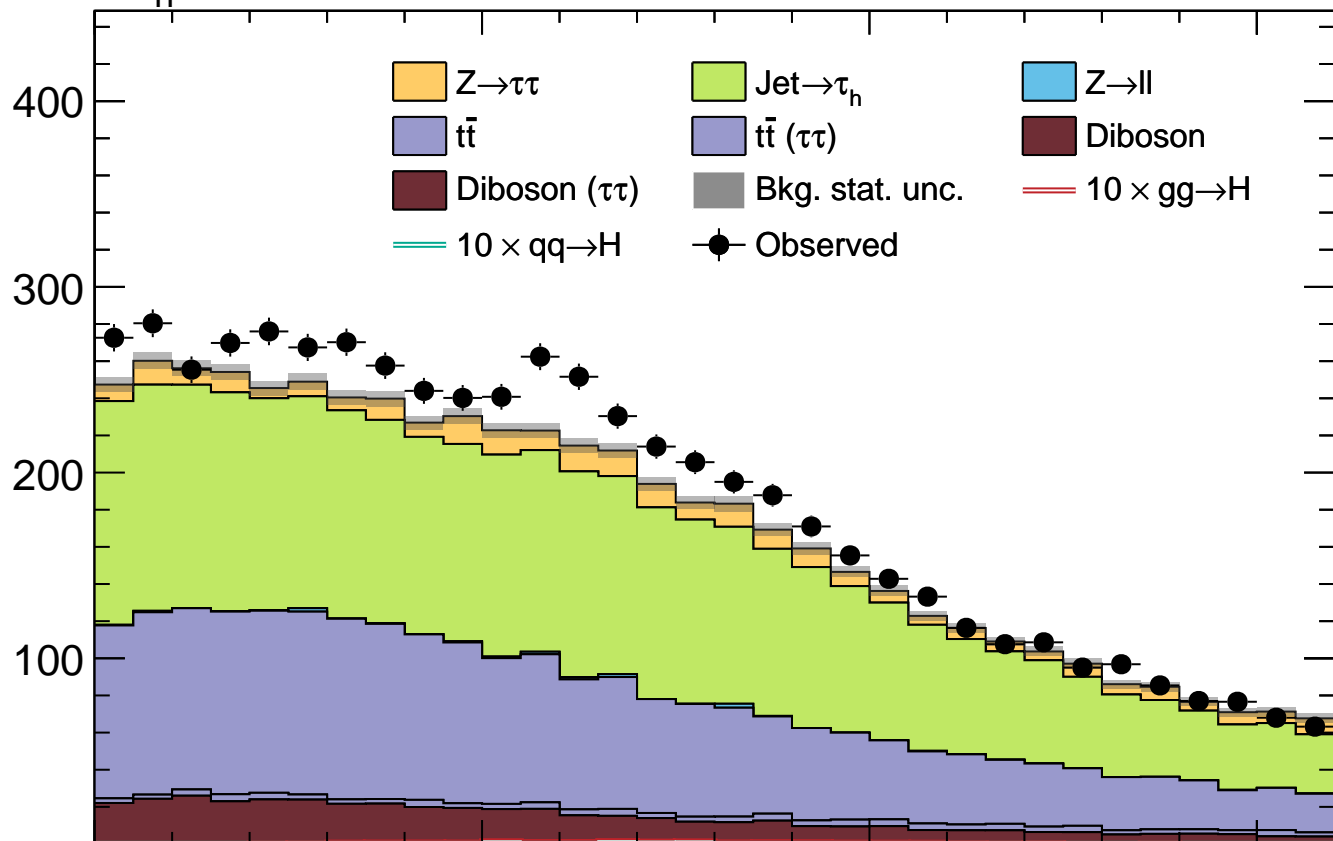 400
Z→ττ Jet→τh Z→ll
tt̄ tt̄ (ττ) Diboson
Diboson (ττ) Bkg. stat. unc. 10 × gg→H
10 × qq→H Observed
300
200
100